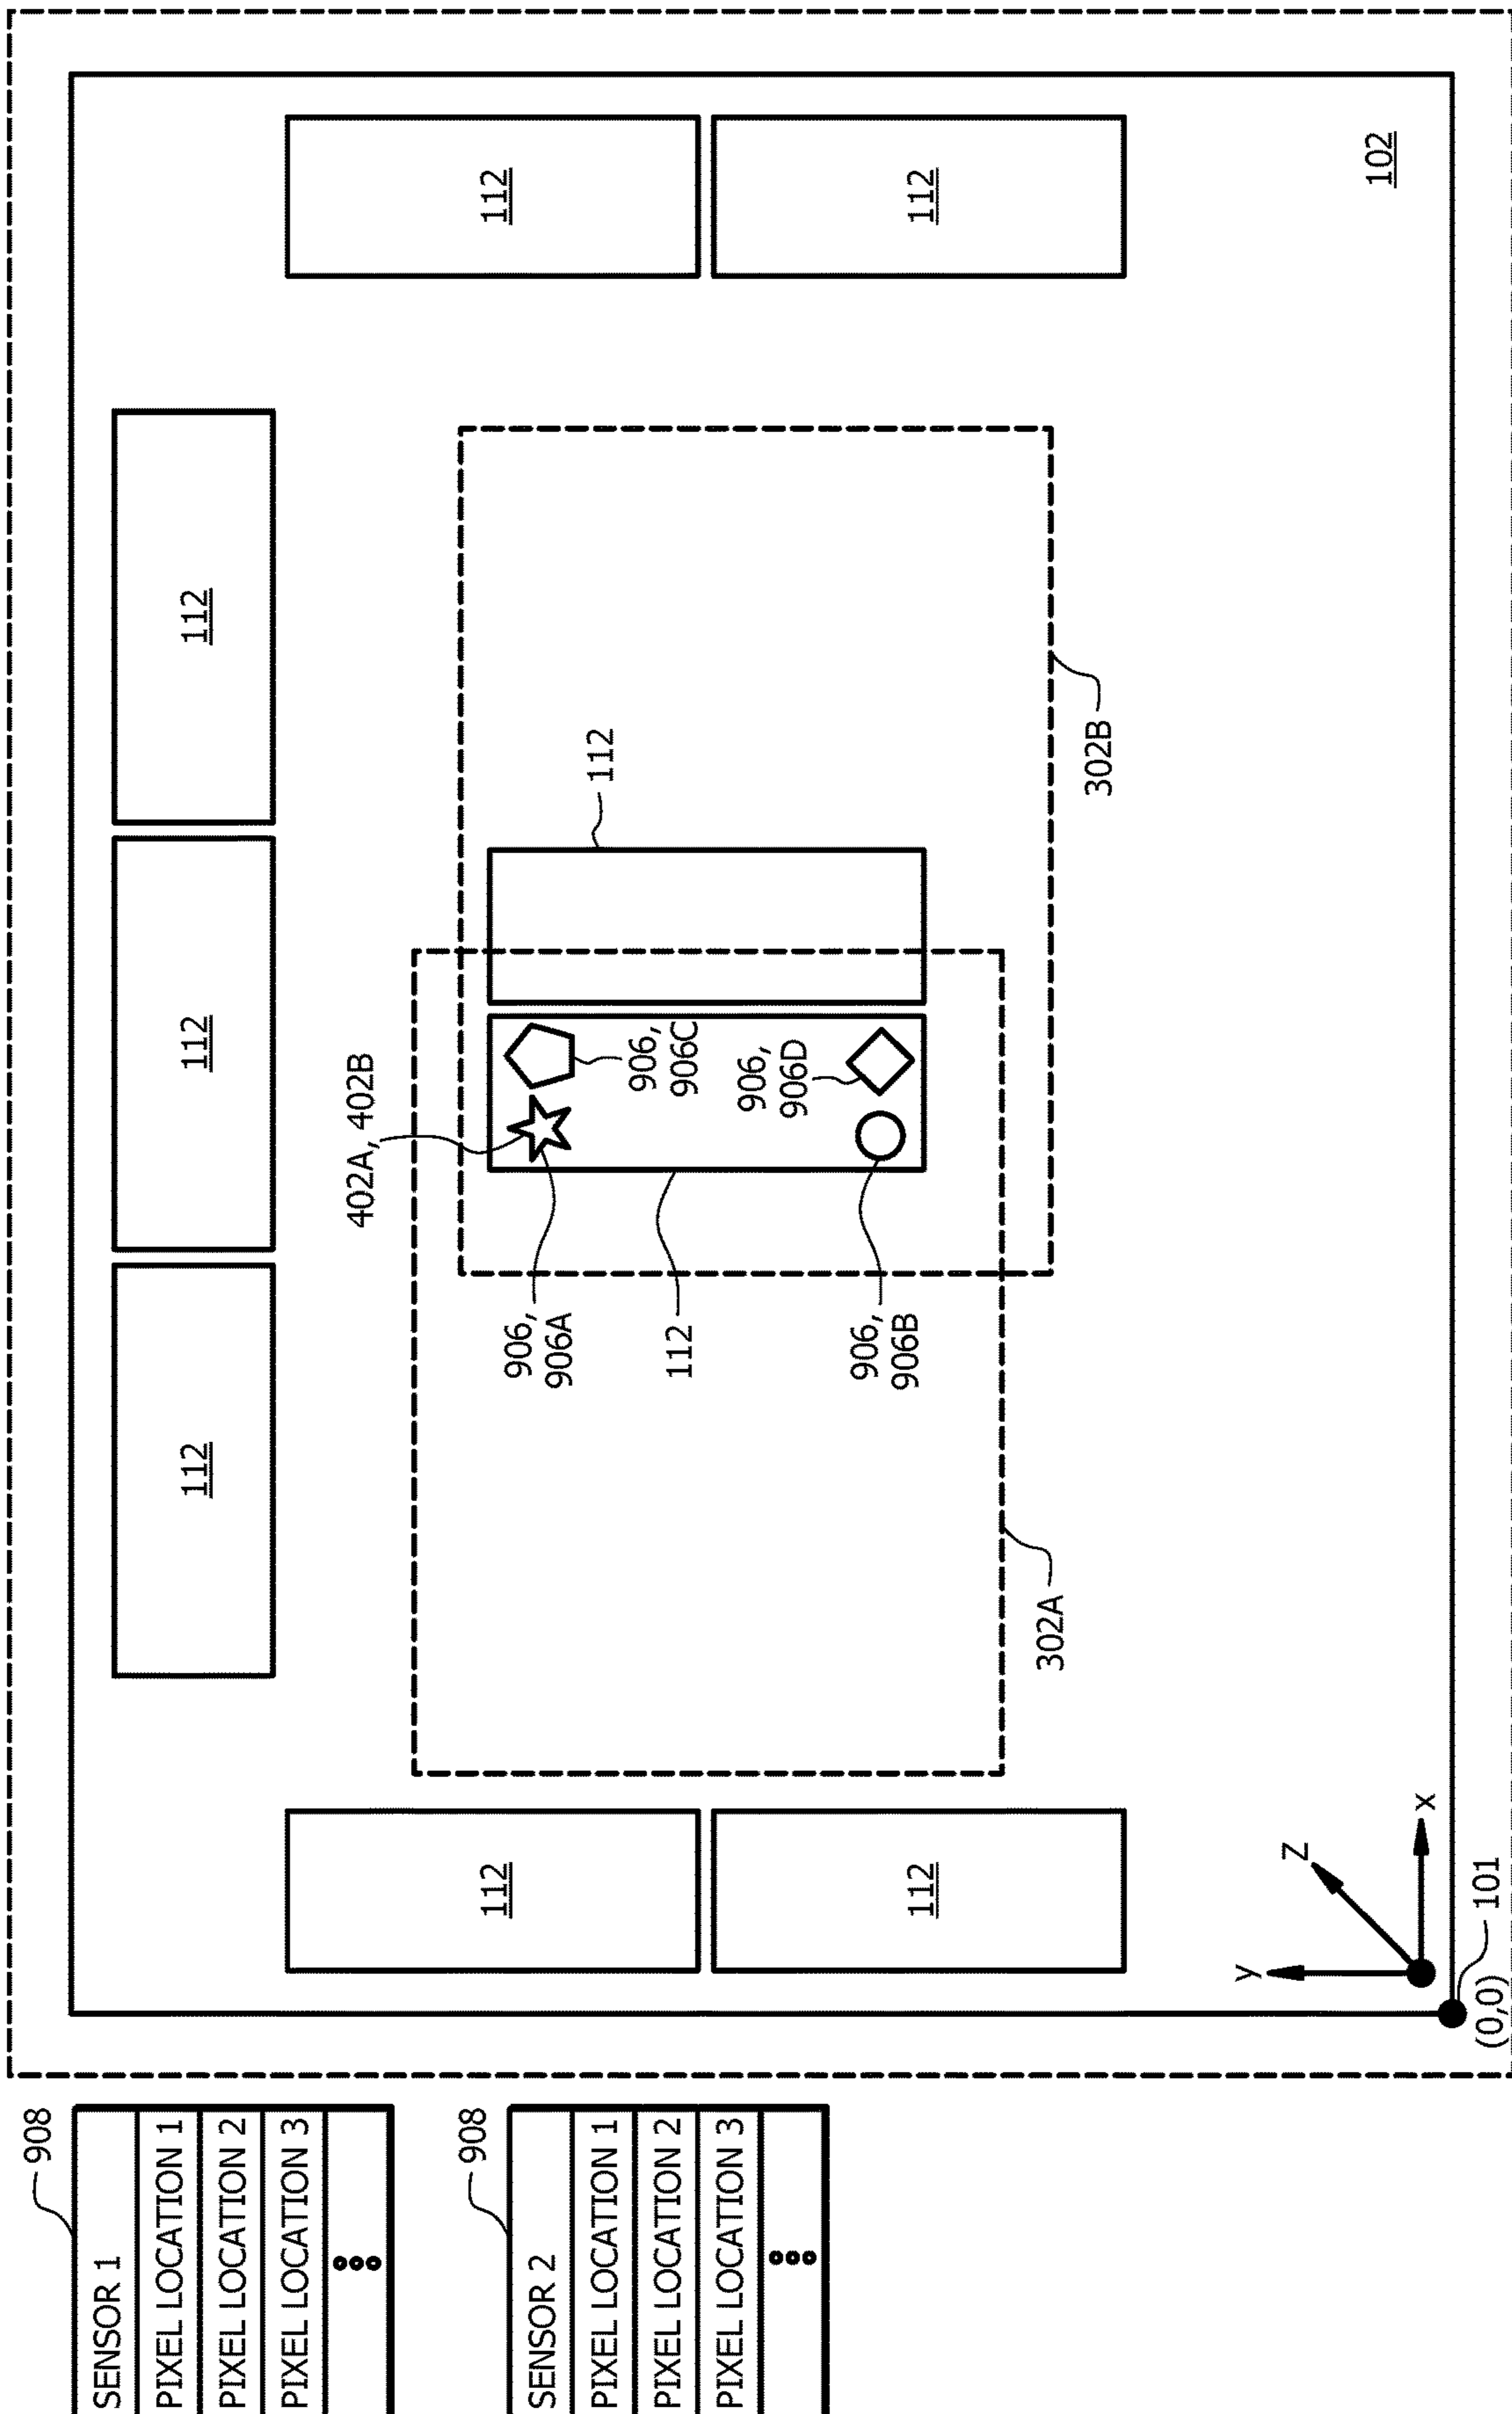 SENSOR 1
PIXEL LOCATION 1
PIXEL LOCATION 2
PIXEL LOCATION 3
908
SENSOR 2
PIXEL LOCATION 1
PIXEL LOCATION 2
PIXEL LOCATION 3
908
112
112
112
112
112
402A, 402B
906,
906A
906,
906C
112
906,
906D
906,
906B
112
112
112
302A
302B
y
Z
x
(0,0)
101
102